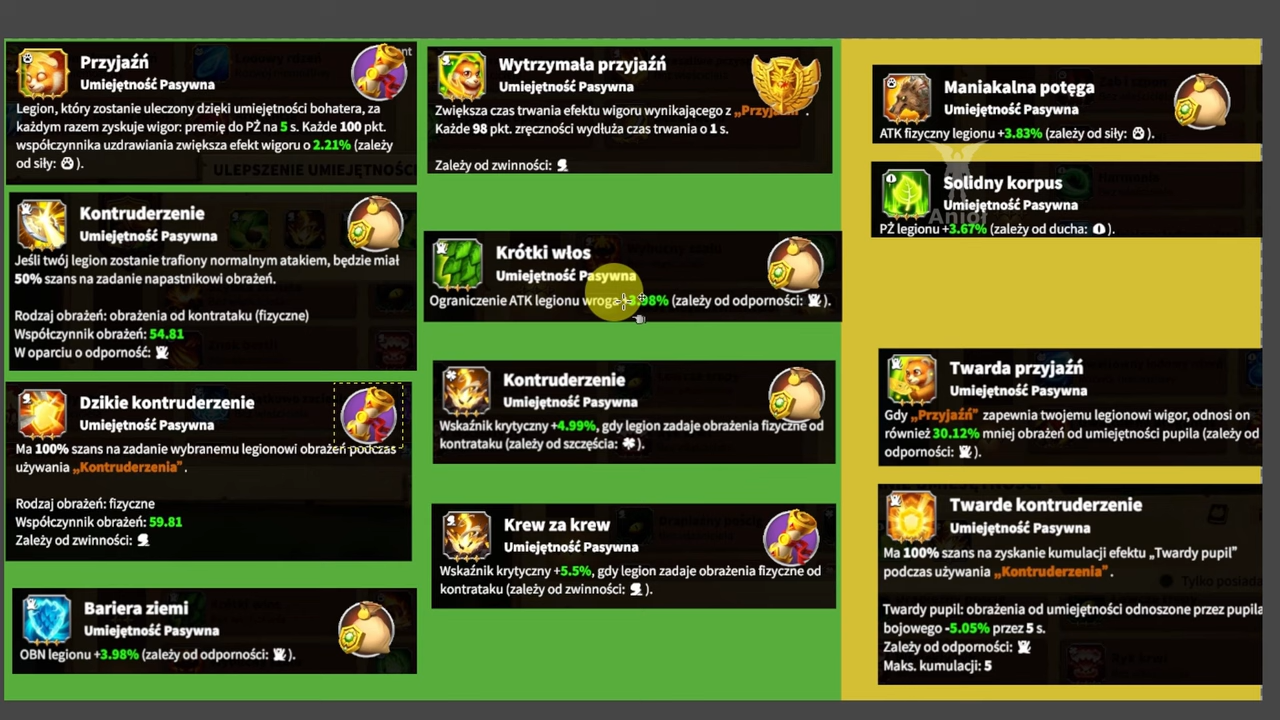 Przyjaźń
Umiejętność Pasywna
Legion, który zostanie uleczony dzięki umiejętności bohatera, za
każdym razem zyskuje wigor: premię do PŻ na 5 s. Każde 100 pkt.
współczynnika uzdrawiania zwiększa efekt wigoru o 2.21% (zależy
od siły: ).
ULEPSZENIE UMIEJĘTNOŚCI
Kontruderzenie
Umiejętność Pasywna
Jeśli twój legion zostanie trafiony normalnym atakiem, będzie miał
50% szans na zadanie napastnikowi obrażeń.
Rodzaj obrażeń: obrażenia od kontrataku (fizyczne)
Współczynnik obrażeń: 54.81
W oparciu o odporność:
Dzikie kontruderzenie
Umiejętność Pasywna
Ma 100% szans na zadanie wybranemu legionowi obrażeń podczas
używania „Kontruderzenia”.
Rodzaj obrażeń: fizyczne
Współczynnik obrażeń: 59.81
Zależy od zwinności:
Bariera ziemi
Umiejętność Pasywna
OBN legionu +3.98% (zależy od odporności: ).
Wytrzymała przyjaźń
Umiejętność Pasywna
Zwiększa czas trwania efektu wigoru wynikającego z
Każde 98 pkt. zręczności wydłuża czas trwania o 1 s.
Zależy od zwinności:
Krótki włos
Umiejętność Pasywna
Ograniczenie ATK legionu wroga +3.98% (zależy od odporności: ).
Kontruderzenie
Umiejętność Pasywna
Wskaźnik krytyczny +4.99%, gdy legion zadaje obrażenia fizyczne od
kontrataku (zależy od szczęścia: ).
Krew za krew
Umiejętność Pasywna
Wskaźnik krytyczny +5.5%, gdy legion zadaje obrażenia fizyczne od
kontrataku (zależy od zwinności: ).
Maniakalna potęga
Umiejętność Pasywna
ATK fizyczny legionu +3.83% (zależy od siły: ).
Solidny korpus
Umiejętność Pasywna
Anioł
PŻ legionu +3.67% (zależy od ducha: ).
Twarda przyjaźń
Umiejętność Pasywna
Gdy „Przyjaźń” zapewnia twojemu legionowi wigor, odnosi on
również 30.12% mniej obrażeń od umiejętności pupila (zależy od
odporności: ).
Twarde kontruderzenie
Umiejętność Pasywna
Ma 100% szans na zyskanie kumulacji efektu „Twardy pupil”
podczas używania „Kontruderzenia”.
Tylko posiada
Twardy pupil: obrażenia od umiejętności odnoszone przez pupila
bojowego -5.05% przez 5 s.
Zależy od odporności:
Maks. kumulacji: 5